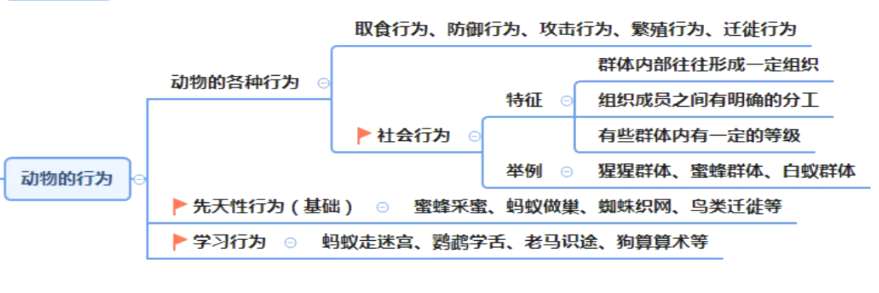 取食行为、防御行为、攻击行为、繁殖行为、迁徙行为
群体内部往往形成一定组织
动物的各种行为
特征
组织成员之间有明确的分工
社会行为
有些群体内有一定的等级
举例
猩猩群体、蜜蜂群体、白蚁群体
动物的行为
先天性行为（基础）
蜜蜂采蜜、蚂蚁做巢、蜘蛛织网、鸟类迁徙等
学习行为
蚂蚁走迷宫、鹦鹉学舌、老马识途、狗算算术等